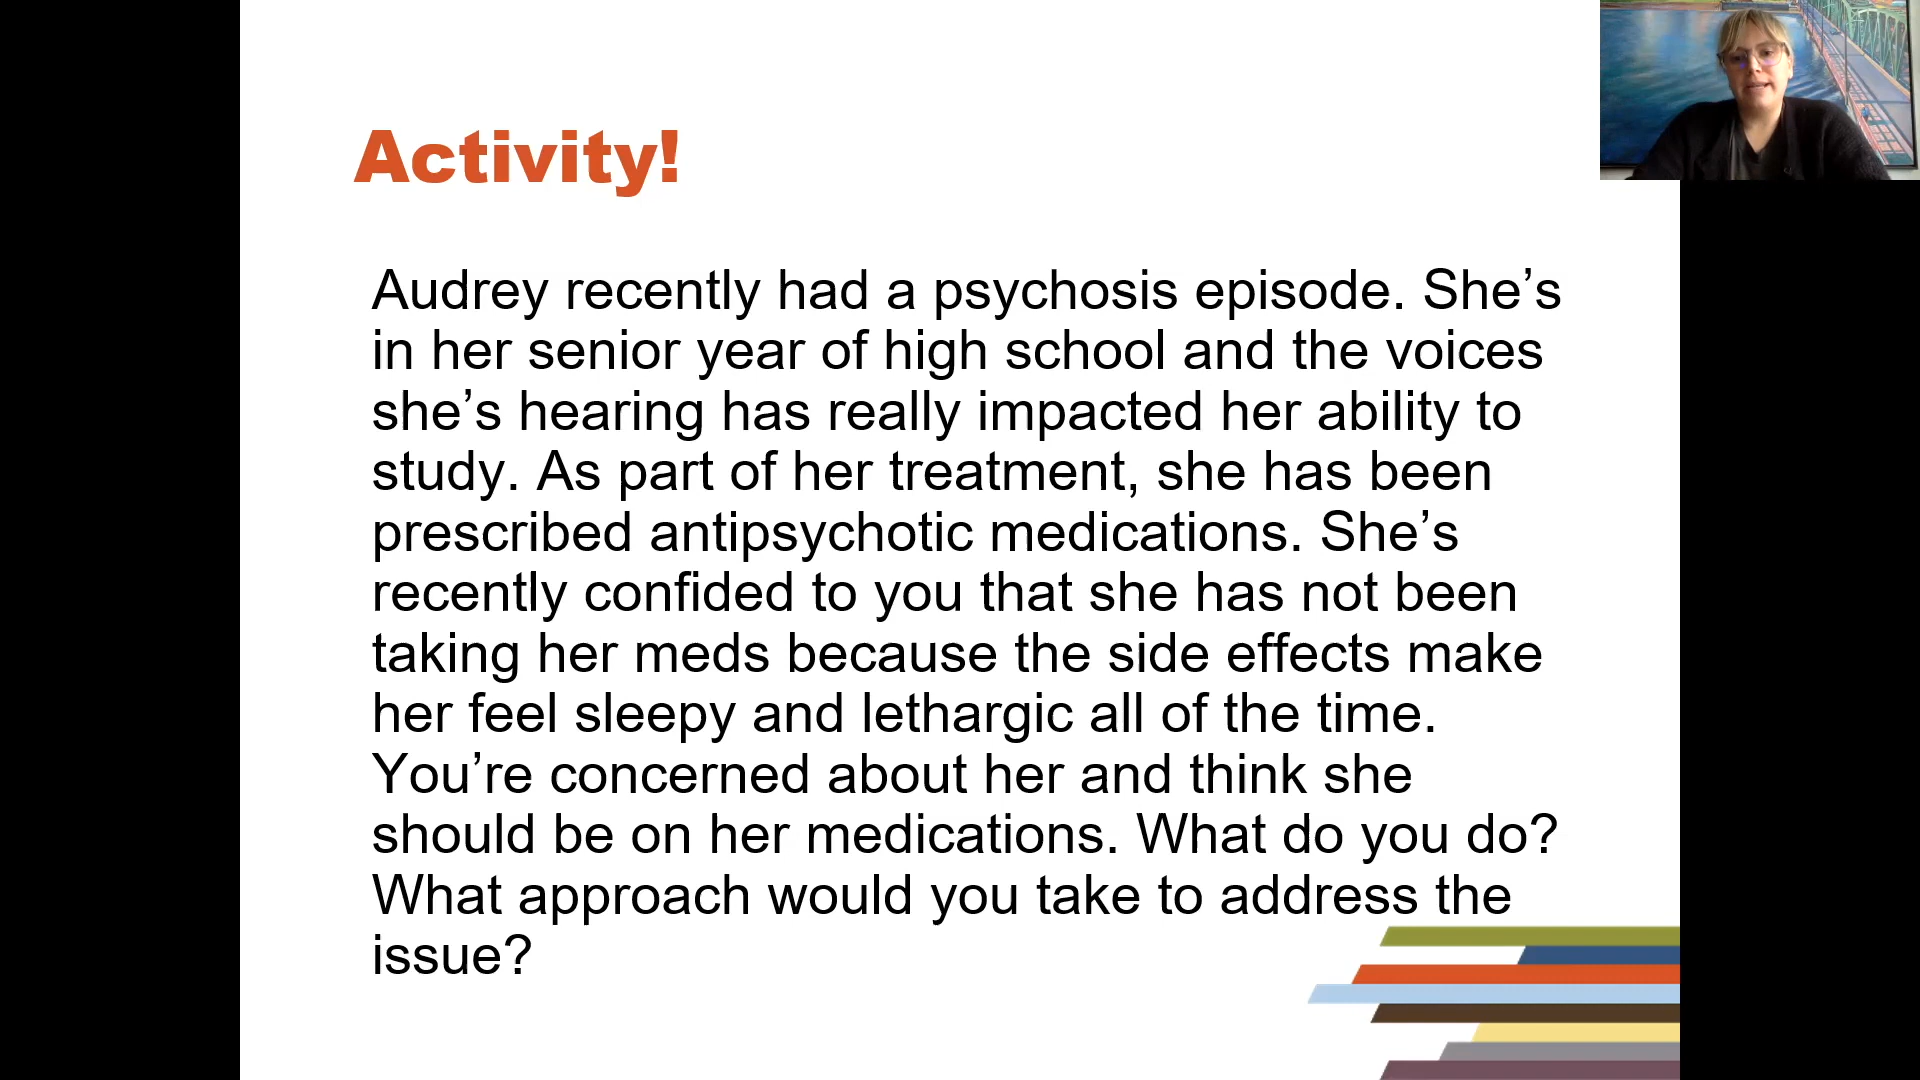 Activity!
Audrey recently had a psychosis episode. She’s
in her senior year of high school and the voices
she’s hearing has really impacted her ability to
study. As part of her treatment, she has been
prescribed antipsychotic medications. She’s
recently confided to you that she has not been
taking her meds because the side effects make
her feel sleepy and lethargic all of the time.
You’re concerned about her and think she
should be on her medications. What do you do?
What approach would you take to address the
issue?